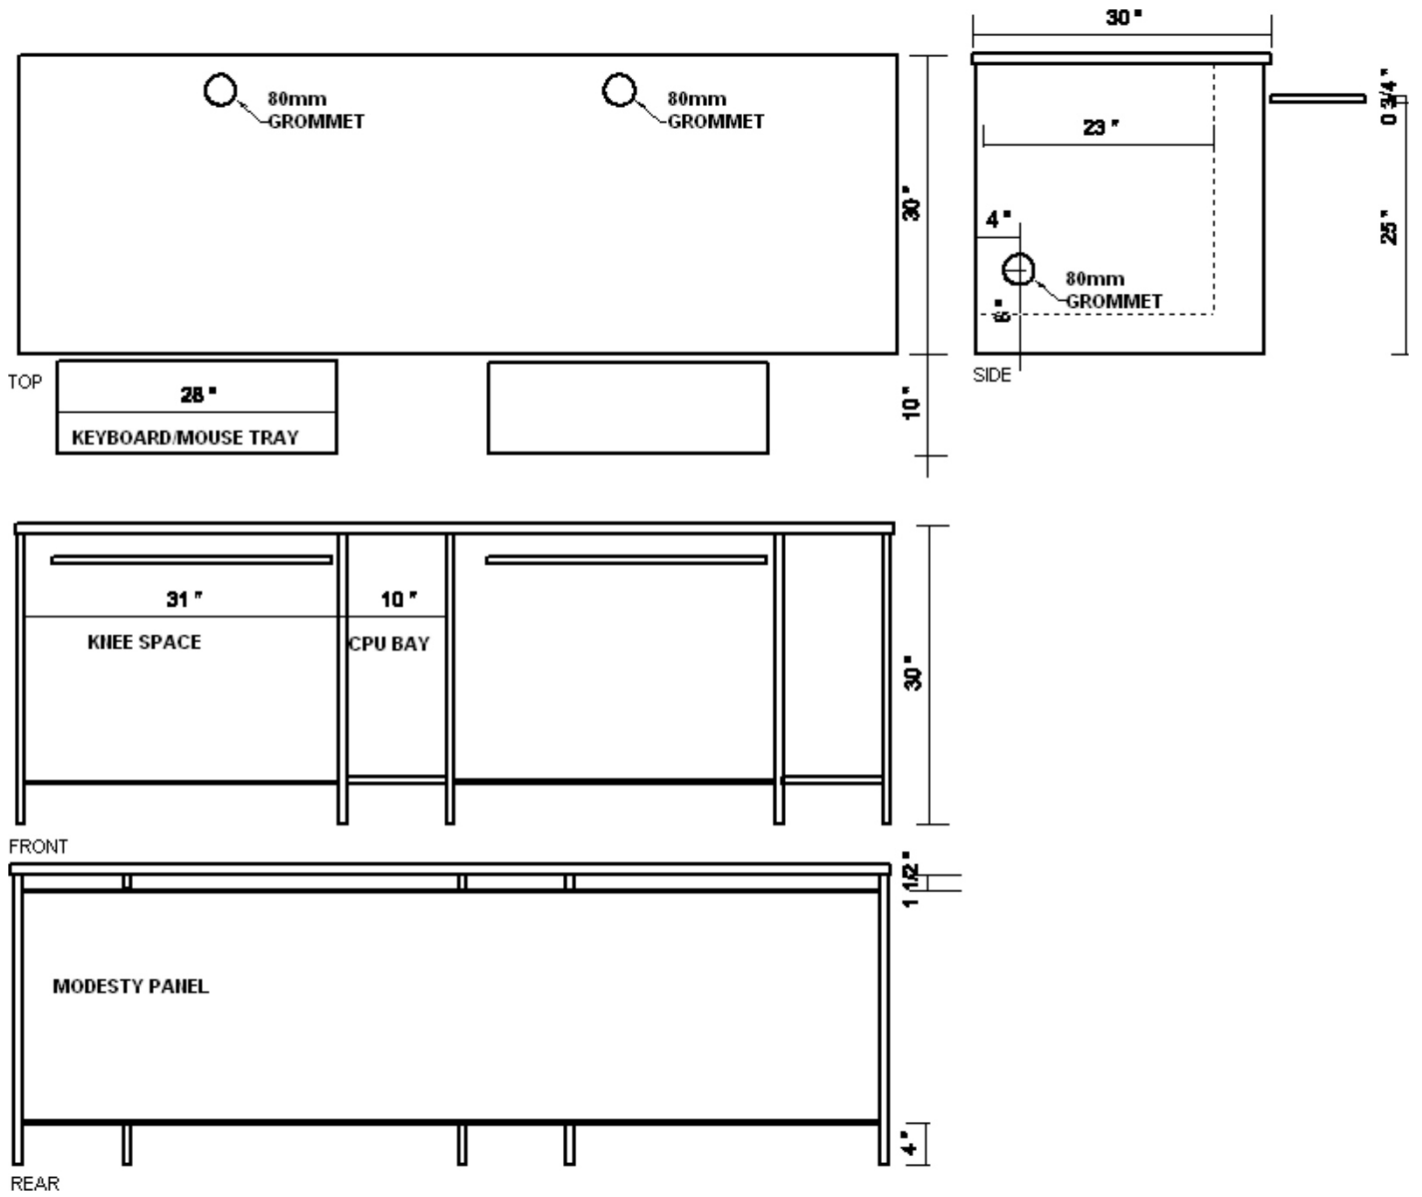 30 "
80mm
GROMMET
80mm
GROMMET
0 3/4 "
23 "
30 "
4 "
25 "
80mm
GROMMET
TOP
SIDE
28 "
KEYBOARD/MOUSE TRAY
10 "
31 "
10 "
KNEE SPACE
CPU BAY
30 "
FRONT
1 1/2 "
MODESTY PANEL
4 "
REAR